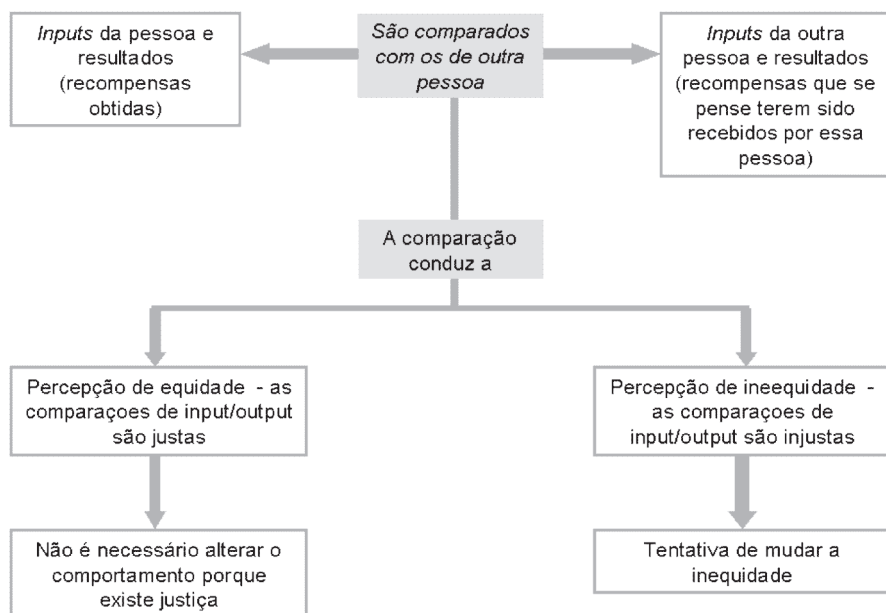 Inputs da pessoa e
resultados
(recompensas
obtidas)
São comparados
com os de outra
pessoa
Inputs da outra
pessoa e resultados
(recompensas que se
pense terem sido
recebidos por essa
pessoa)
A comparação
conduz a
Percepção de equidade - as
comparaçoes de input/output
são justas
Percepção de ineequidade -
as comparaçoes de
input/output são injustas
Não é necessário alterar o
comportamento porque
existe justiça
Tentativa de mudar a
inequidade